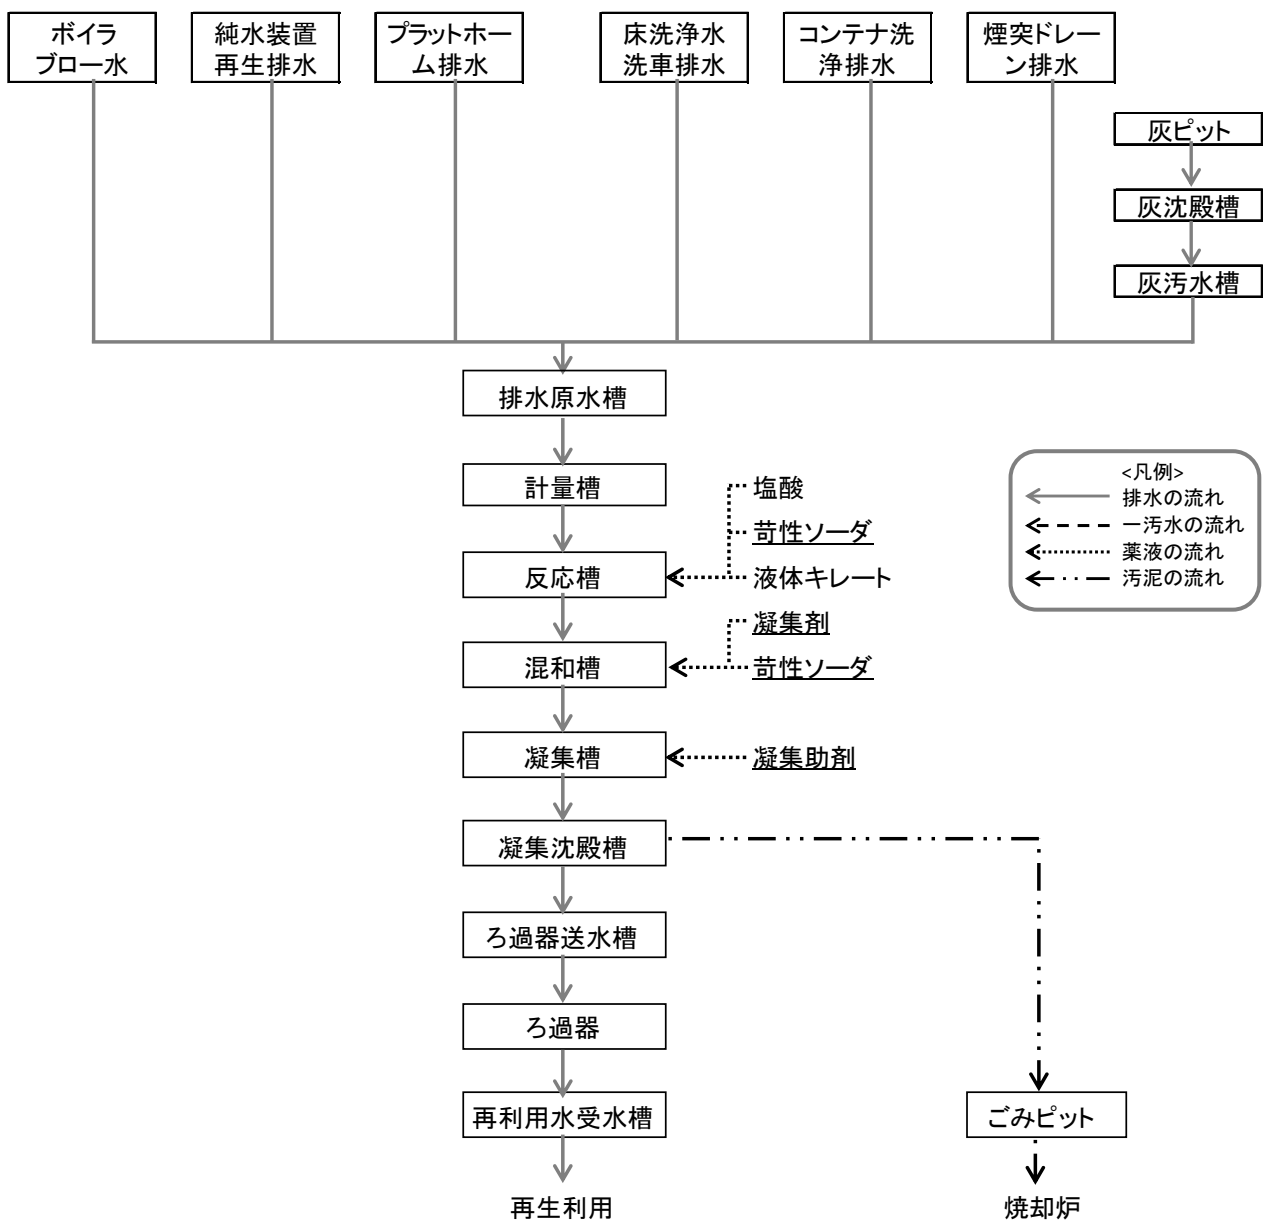 ボイラ
ブロー水
純水装置
再生排水
プラットホー
ム排水
床洗浄水
洗車排水
コンテナ洗
浄排水
煙突ドレー
ン排水
灰ピット
灰沈殿槽
灰汚水槽
排水原水槽
計量槽
塩酸
苛性ソーダ
反応槽
液体キレート
凝集剤
混和槽
苛性ソーダ
凝集槽
凝集助剤
凝集沈殿槽
ろ過器送水槽
ろ過器
再利用水受水槽
再生利用
ごみピット
焼却炉
<凡例>
排水の流れ
一汚水の流れ
薬液の流れ
汚泥の流れ